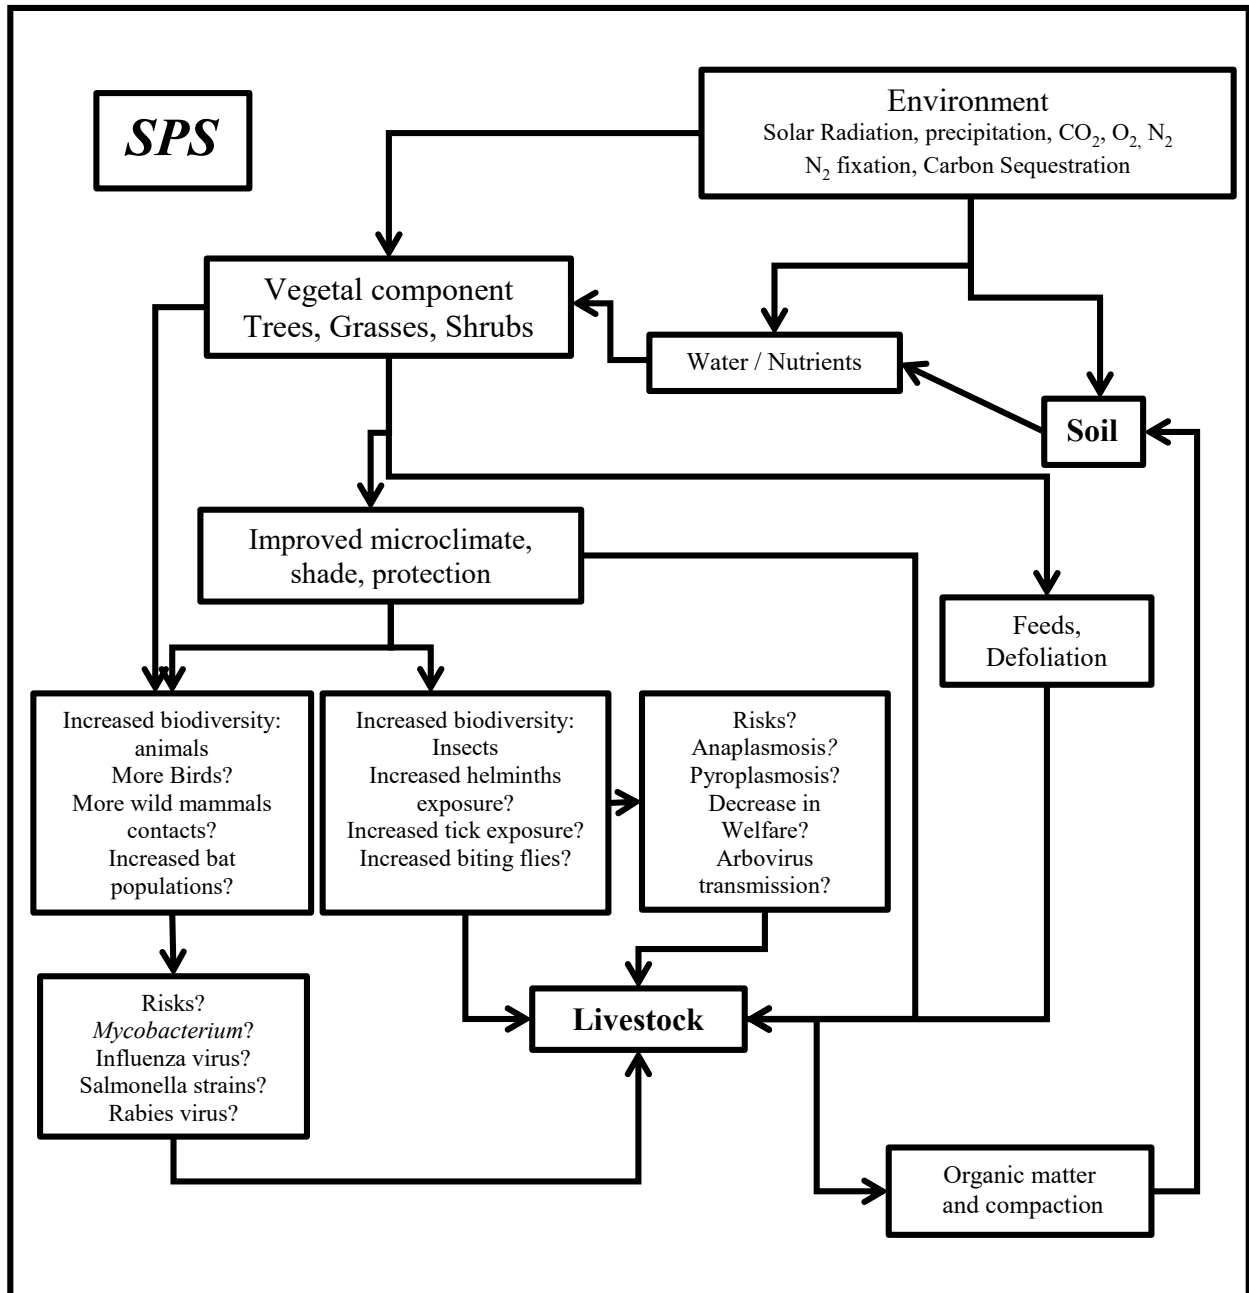 SPS
Environment
Solar Radiation, precipitation, CO2, O2, N2
N2 fixation, Carbon Sequestration
Vegetal component
Trees, Grasses, Shrubs
Water / Nutrients
Soil
Improved microclimate,
shade, protection
Feeds,
Defoliation
Increased biodiversity:
animals
More Birds?
More wild mammals
contacts?
Increased bat
populations?
Increased biodiversity:
Insects
Increased helminths
exposure?
Increased tick exposure?
Increased biting flies?
Risks?
Anaplasmosis?
Pyroplasmosis?
Decrease in
Welfare?
Arbovirus
transmission?
Risks?
Mycobacterium?
Influenza virus?
Salmonella strains?
Rabies virus?
Livestock
Organic matter
and compaction